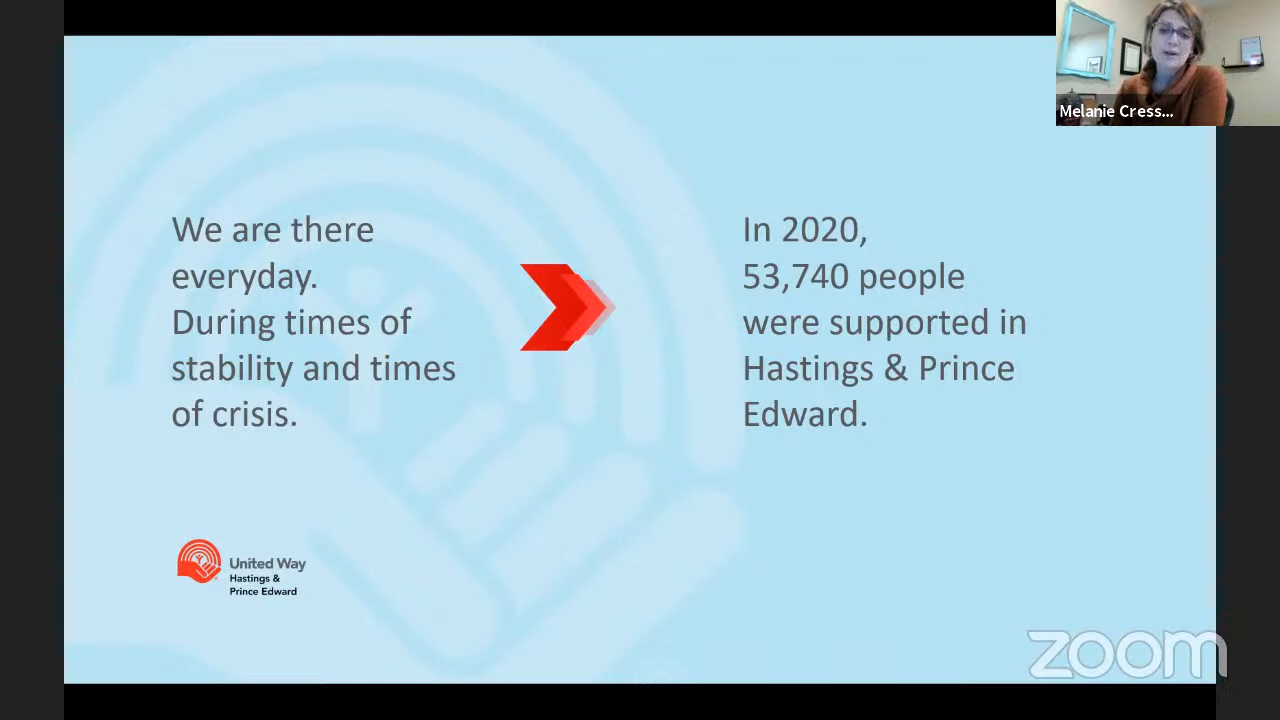 Melanie Cress...
We are there
everyday.
During times of
stability and times
of crisis.
In 2020,
53,740 people
were supported in
Hastings & Prince
Edward.
United Way
Hastings &
Prince Edward
zoom